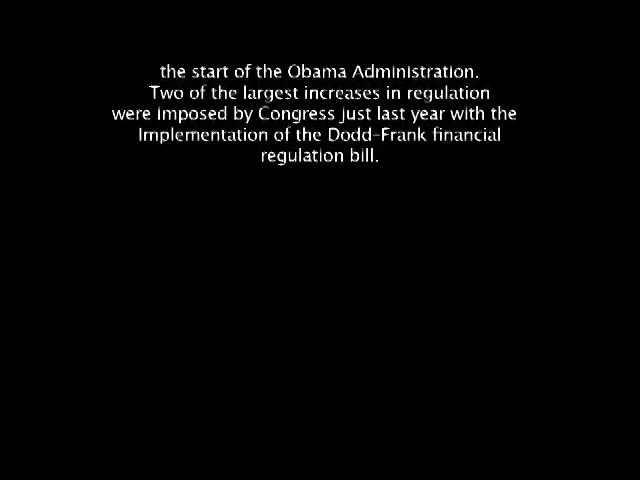 the start of the Obama Administration.
Two of the largest increases in regulation
were imposed by Congress just last year with the
Implementation of the Dodd-Frank financial
regulation bill.